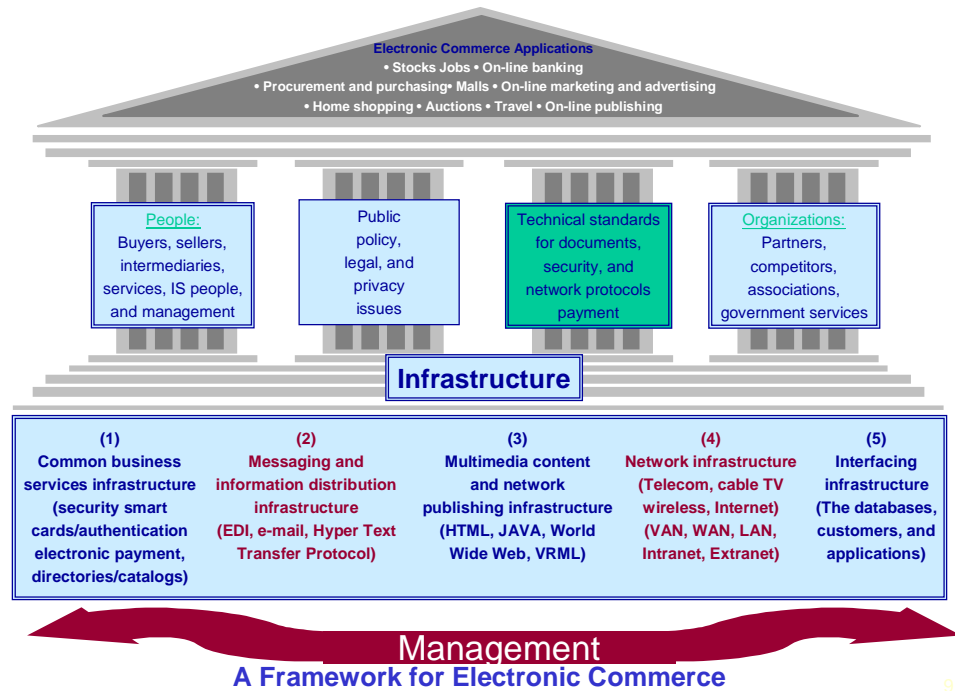 Electronic Commerce Applications
• Stocks Jobs • On-line banking
• Procurement and purchasing• Malls • On-line marketing and advertising
• Home shopping • Auctions • Travel • On-line publishing
People:
Buyers, sellers,
intermediaries,
services, IS people,
and management
Public
policy,
legal, and
privacy
issues
Technical standards
for documents,
security, and
network protocols
payment
Organizations:
Partners,
competitors,
associations,
government services
Infrastructure
(1)
Common business
services infrastructure
(security smart
cards/authentication
electronic payment,
directories/catalogs)
(2)
Messaging and
information distribution
infrastructure
(EDI, e-mail, Hyper Text
Transfer Protocol)
(3)
Multimedia content
and network
publishing infrastructure
(HTML, JAVA, World
Wide Web, VRML)
(4)
Network infrastructure
(Telecom, cable TV
wireless, Internet)
(VAN, WAN, LAN,
Intranet, Extranet)
(5)
Interfacing
infrastructure
(The databases,
customers, and
applications)
Management
A Framework for Electronic Commerce